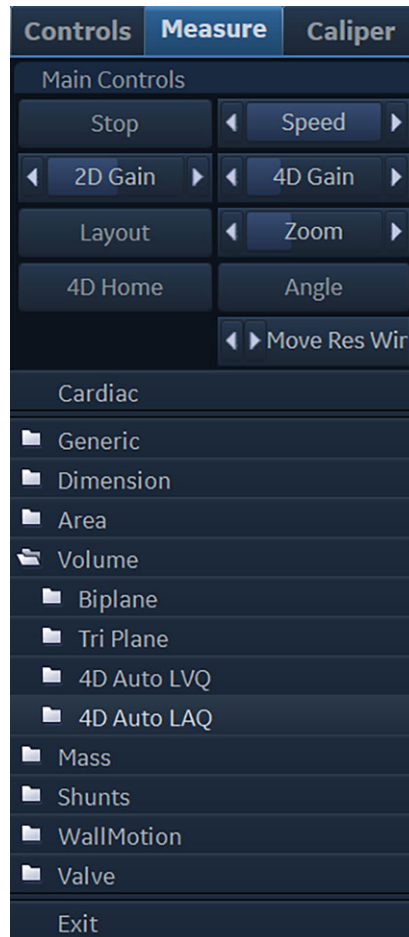 Controls Measure Caliper
Main Controls
Stop Speed
2D Gain 4D Gain
Layout Zoom
4D Home Angle
Move Res Wir
Cardiac
Generic
Dimension
Area
Volume
Biplane
Tri Plane
4D Auto LVQ
4D Auto LAQ
Mass
Shunts
WallMotion
Valve
Exit